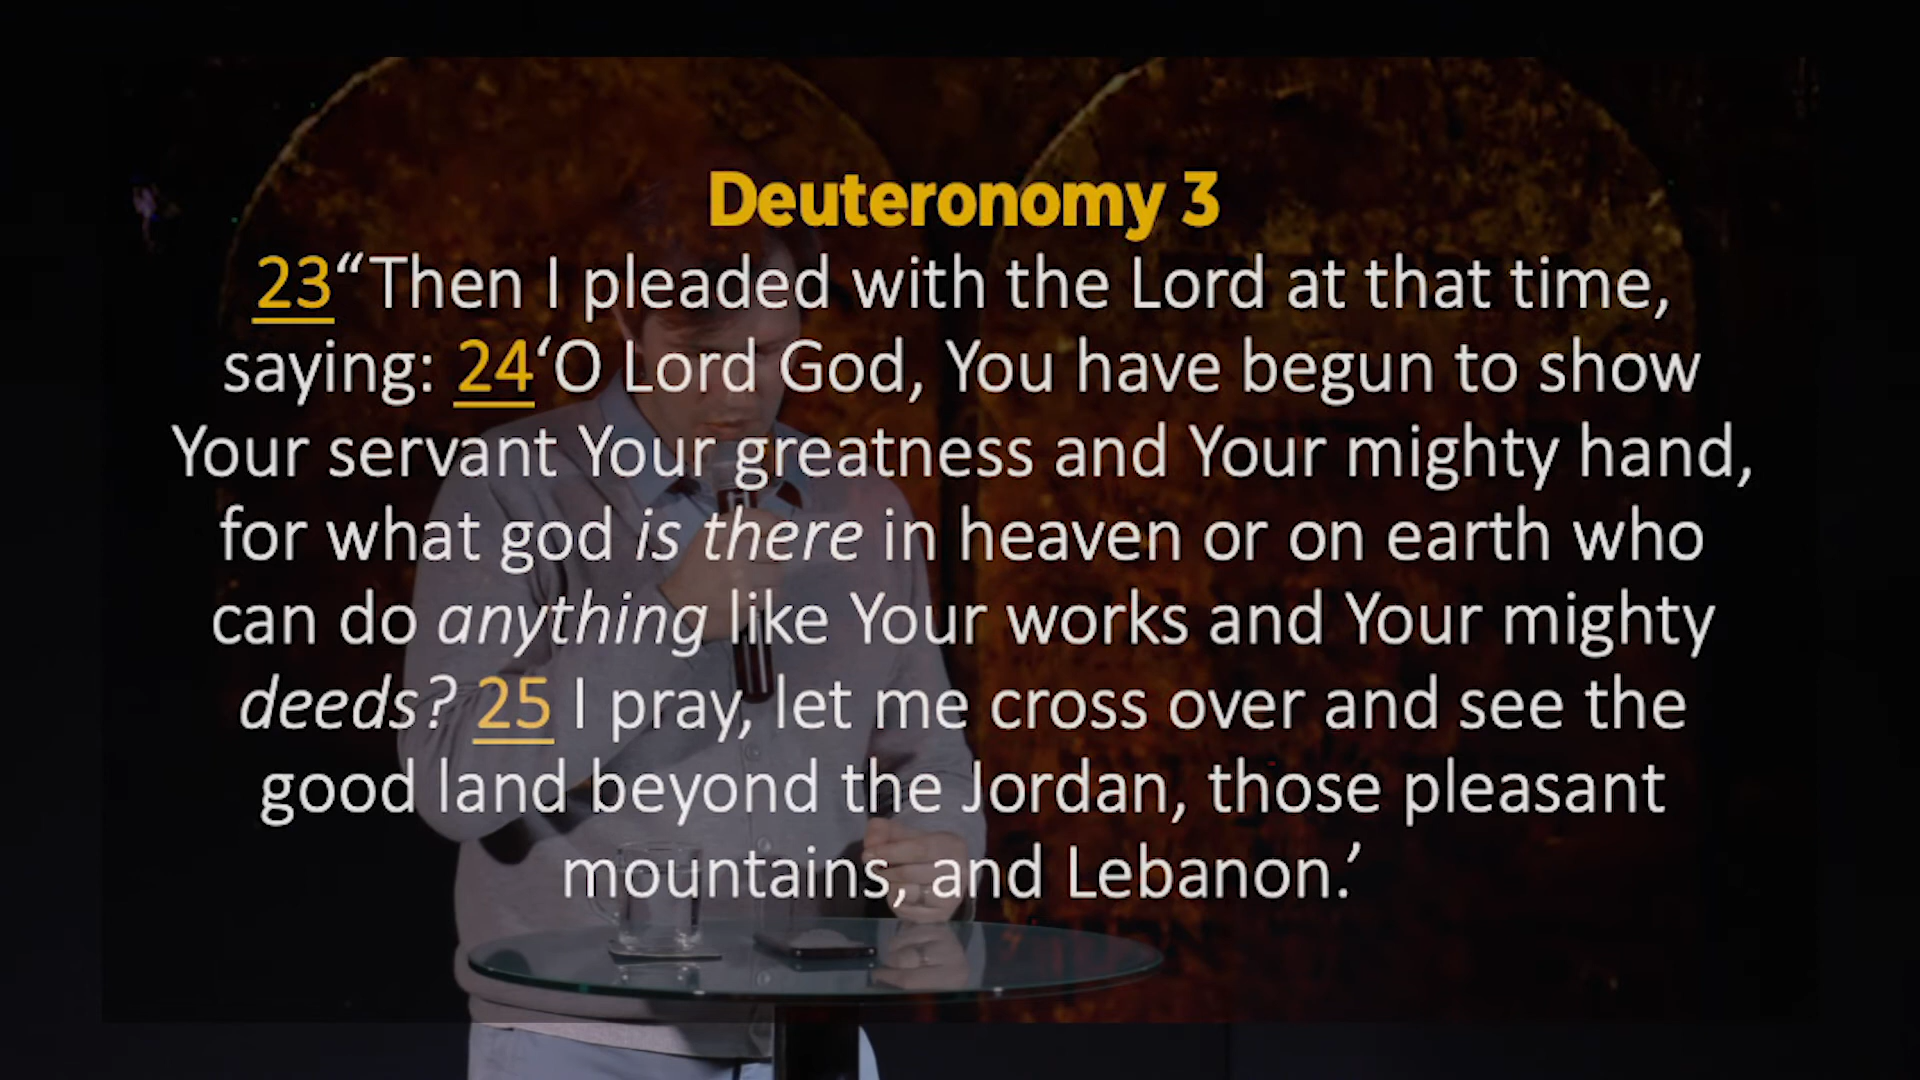 Deuteronomy 3
23“Then I pleaded with the Lord at that time,
saying: 24‘O Lord God, You have begun to show
Your servant Your greatness and Your mighty hand,
for what god is there in heaven or on earth who
can do anything like Your works and Your mighty
deeds? 25 I pray, let me cross over and see the
good land beyond the Jordan, those pleasant
mountains, and Lebanon.’